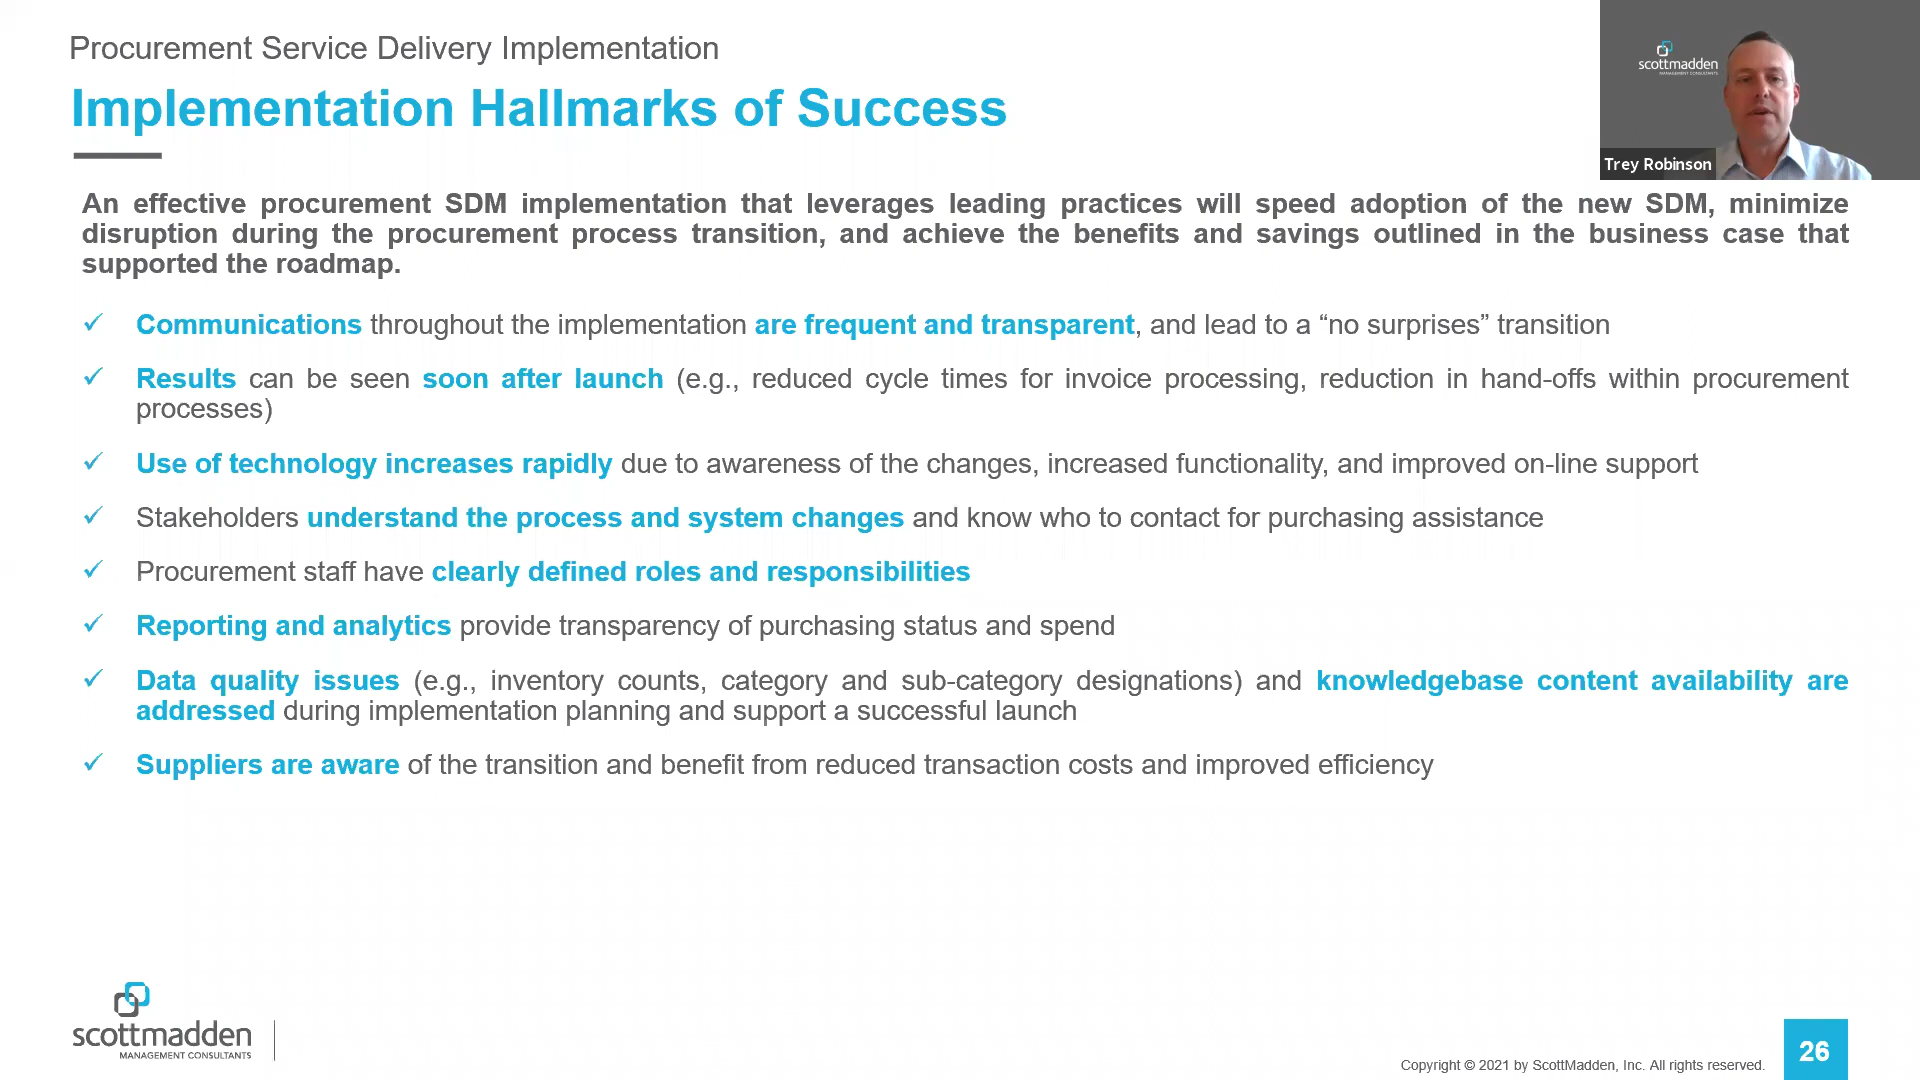 Procurement Service Delivery Implementation
Implementation Hallmarks of Success
scottmadden
MANAGEMENT CONSULTANTS
Trey Robinson
An effective procurement SDM implementation that leverages leading practices will speed adoption of the new SDM, minimize
disruption during the procurement process transition, and achieve the benefits and savings outlined in the business case that
supported the roadmap.
✓ Communications throughout the implementation are frequent and transparent, and lead to a “no surprises” transition
✓ Results can be seen soon after launch (e.g., reduced cycle times for invoice processing, reduction in hand-offs within procurement
processes)
✓ Use of technology increases rapidly due to awareness of the changes, increased functionality, and improved on-line support
✓ Stakeholders understand the process and system changes and know who to contact for purchasing assistance
✓ Procurement staff have clearly defined roles and responsibilities
✓ Reporting and analytics provide transparency of purchasing status and spend
✓ Data quality issues (e.g., inventory counts, category and sub-category designations) and knowledgebase content availability are
addressed during implementation planning and support a successful launch
✓ Suppliers are aware of the transition and benefit from reduced transaction costs and improved efficiency
scottmadden
MANAGEMENT CONSULTANTS
Copyright © 2021 by ScottMadden, Inc. All rights reserved.
26